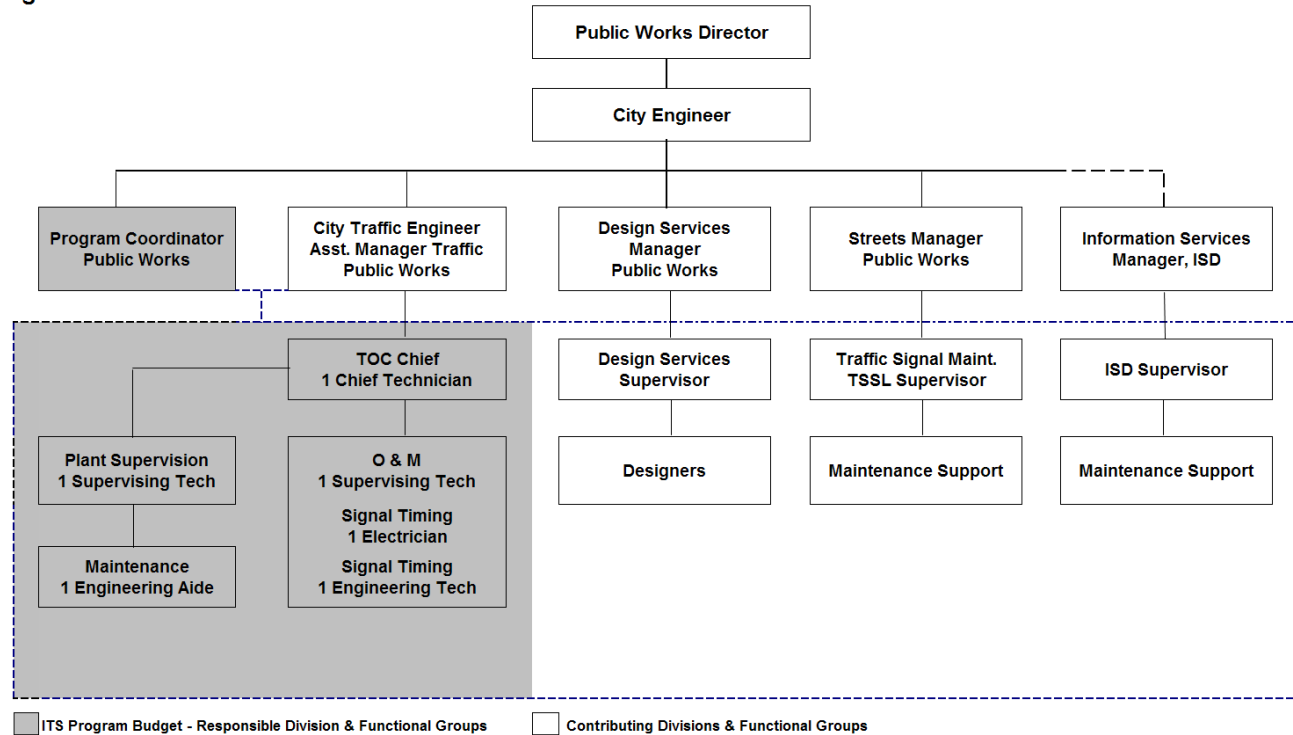 Public Works Director
City Engineer
Program Coordinator
Public Works
City Traffic Engineer
Asst. Manager Traffic
Public Works
Design Services
Manager
Public Works
Streets Manager
Public Works
Information Services
Manager, ISD
TOC Chief
1 Chief Technician
Design Services
Supervisor
Traffic Signal Maint.
TSSL Supervisor
ISD Supervisor
Plant Supervision
1 Supervising Tech
O & M
1 Supervising Tech
Signal Timing
1 Electrician
Signal Timing
1 Engineering Tech
Designers
Maintenance Support
Maintenance Support
Maintenance
1 Engineering Aide
ITS Program Budget - Responsible Division & Functional Groups
Contributing Divisions & Functional Groups